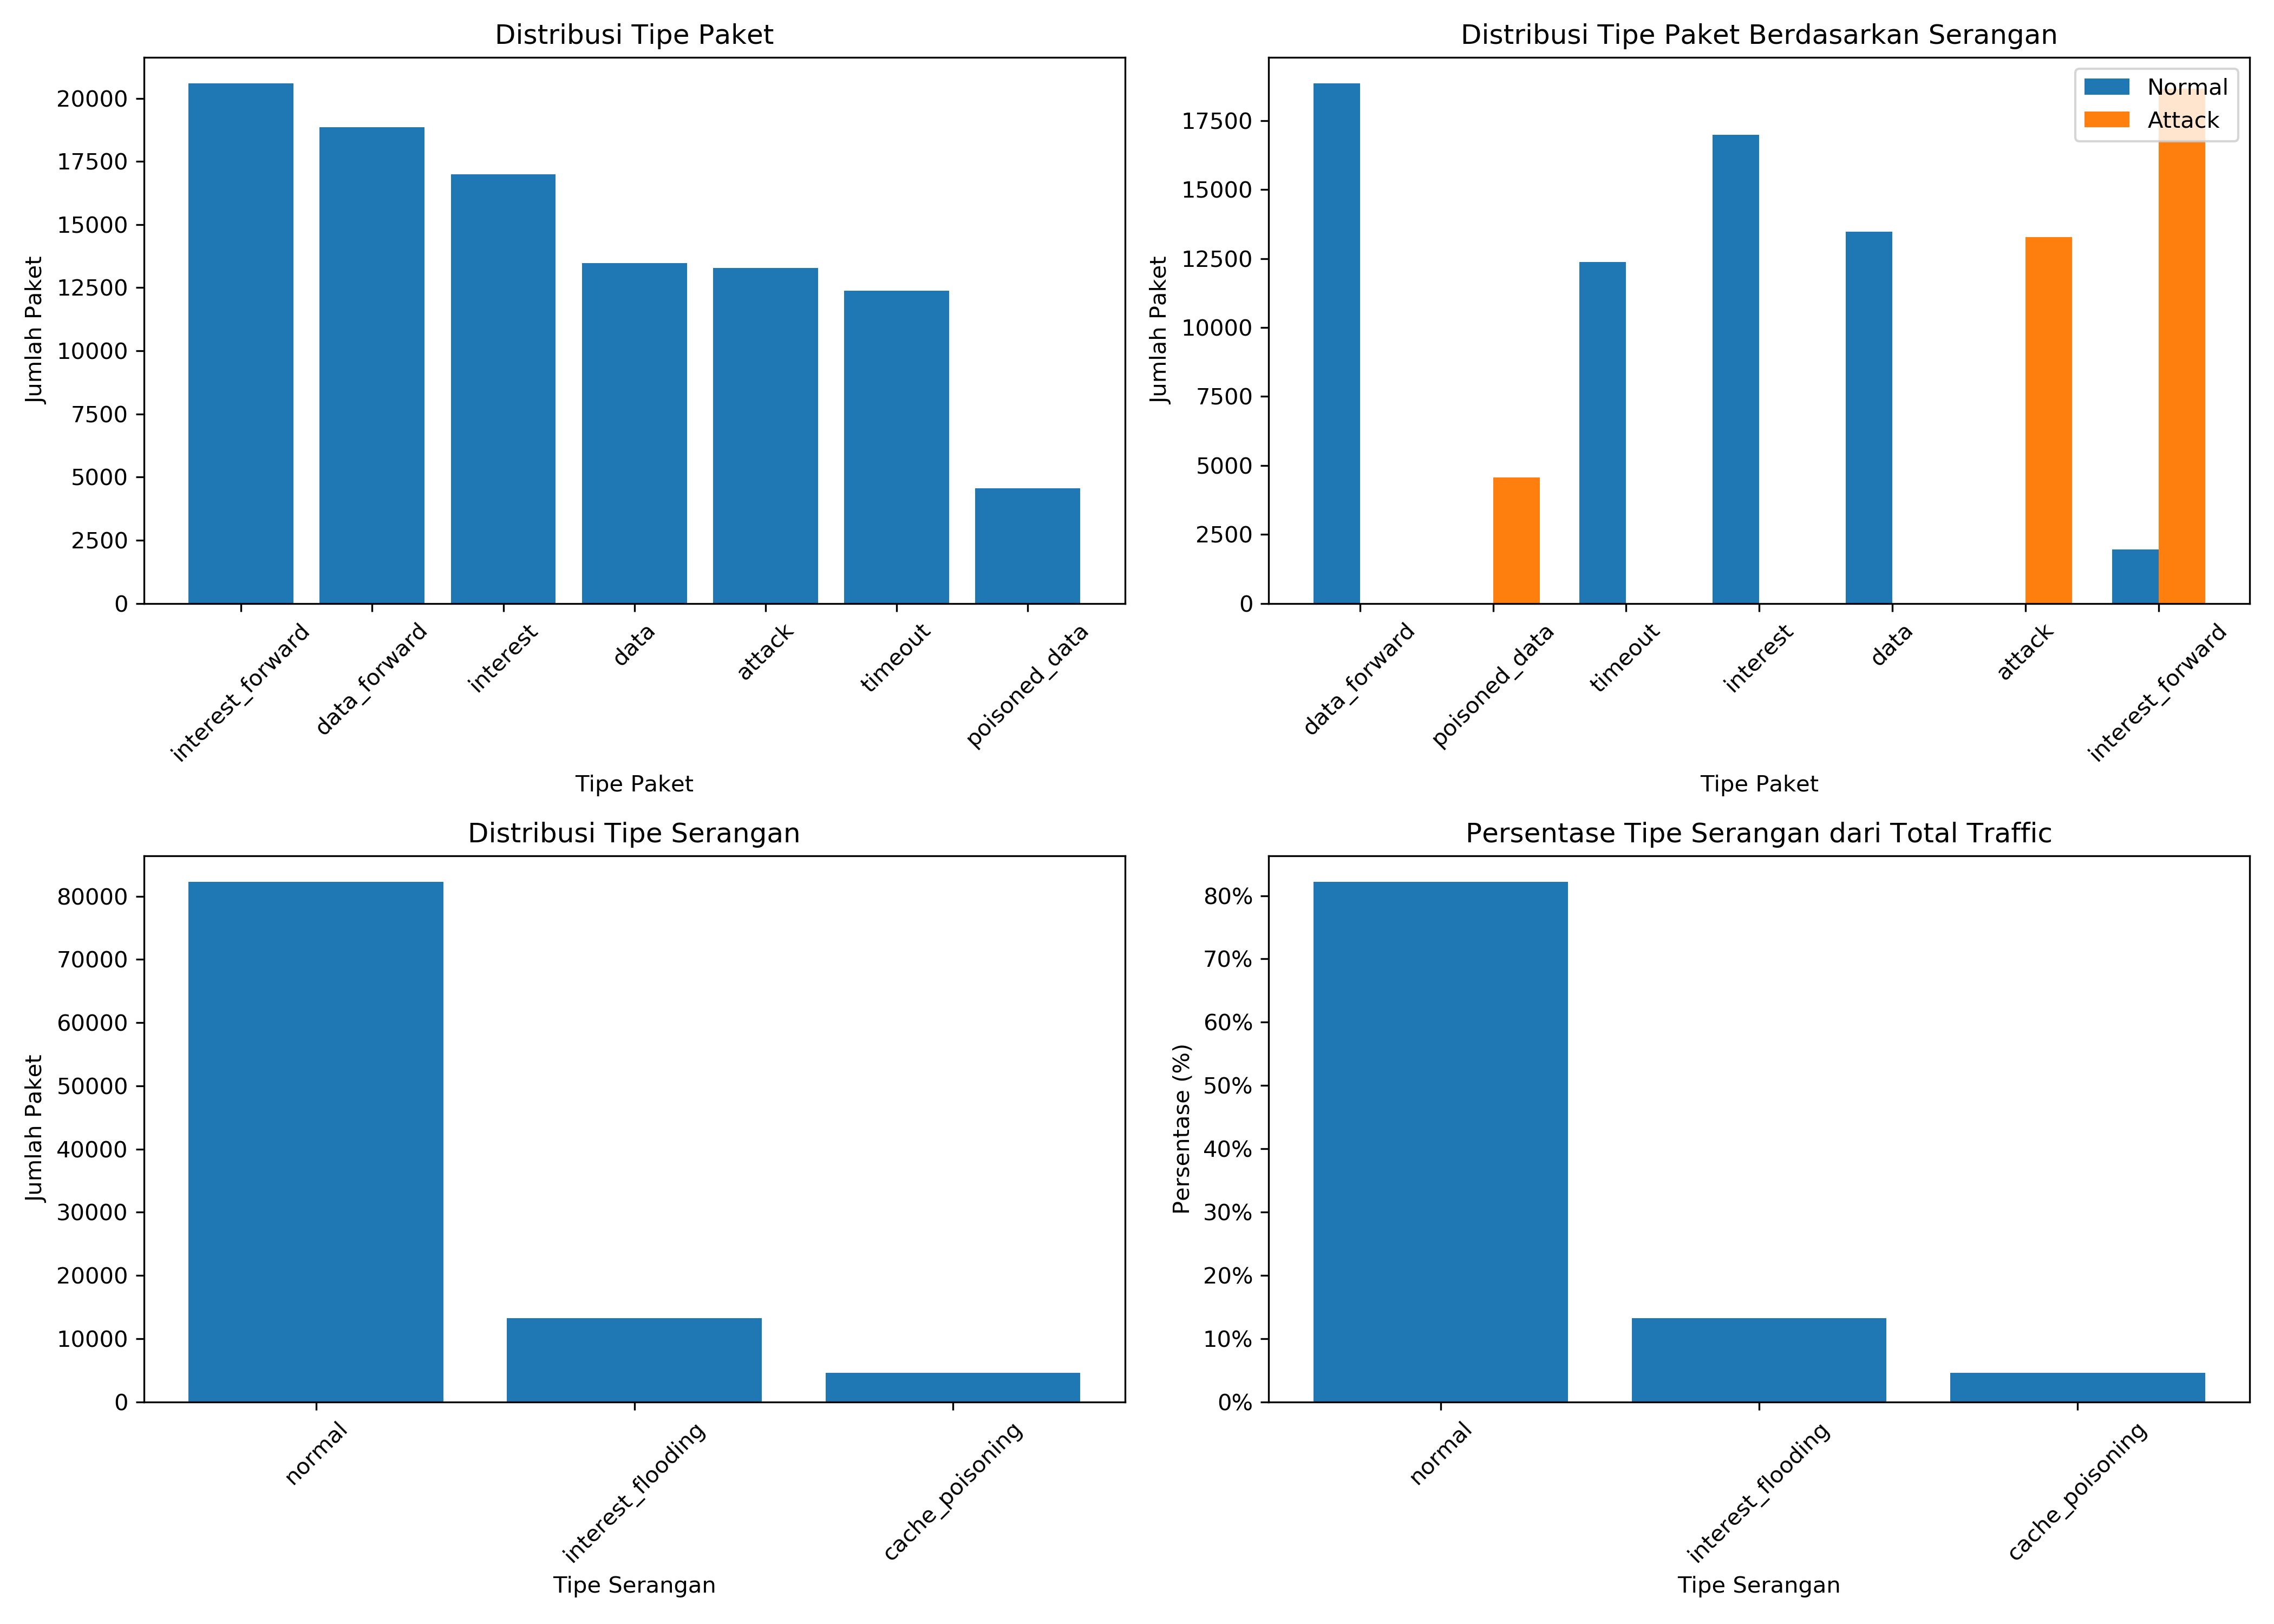 Distribusi Tipe Paket
Jumlah Paket
20000
17500
15000
12500
10000
7500
5000
2500
0
interest_forward
data_forward
interest
data
attack
timeout
poisoned_data
Tipe Paket
Distribusi Tipe Paket Berdasarkan Serangan
Normal
Attack
Jumlah Paket
17500
15000
12500
10000
7500
5000
2500
0
data_forward
poisoned_data
timeout
interest
data
attack
interest_forward
Tipe Paket
Distribusi Tipe Serangan
Jumlah Paket
80000
70000
60000
50000
40000
30000
20000
10000
0
normal
interest_flooding
cache_poisoning
Tipe Serangan
Persentase Tipe Serangan dari Total Traffic
Persentase (%)
80%
70%
60%
50%
40%
30%
20%
10%
0%
normal
interest_flooding
cache_poisoning
Tipe Serangan